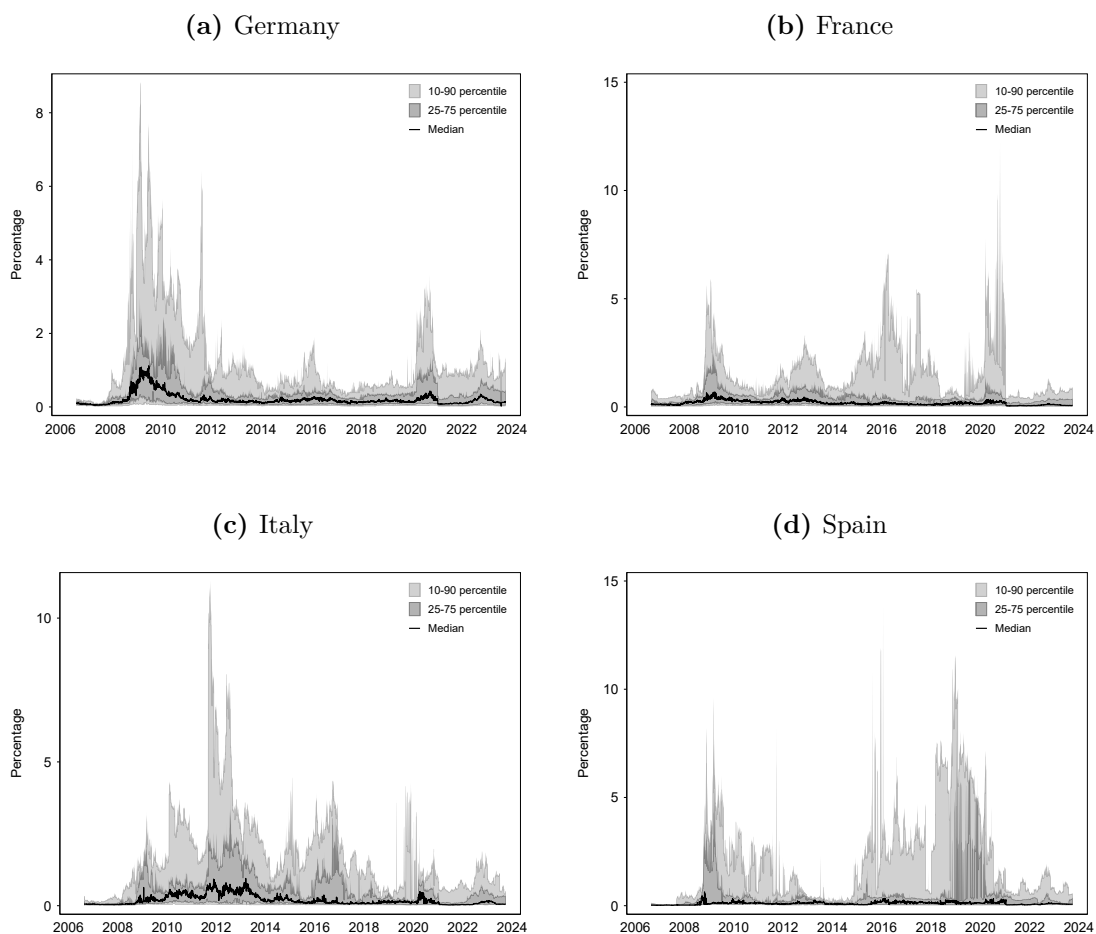 (a) Germany
10-90 percentile
25-75 percentile
Median
Percentage
8
6
4
2
0
2006 2008 2010 2012 2014 2016 2018 2020 2022 2024
(b) France
10-90 percentile
25-75 percentile
Median
Percentage
15
10
5
0
2006 2008 2010 2012 2014 2016 2018 2020 2022 2024
(c) Italy
10-90 percentile
25-75 percentile
Median
Percentage
10
5
0
2006 2008 2010 2012 2014 2016 2018 2020 2022 2024
(d) Spain
10-90 percentile
25-75 percentile
Median
Percentage
15
10
5
0
2006 2008 2010 2012 2014 2016 2018 2020 2022 2024